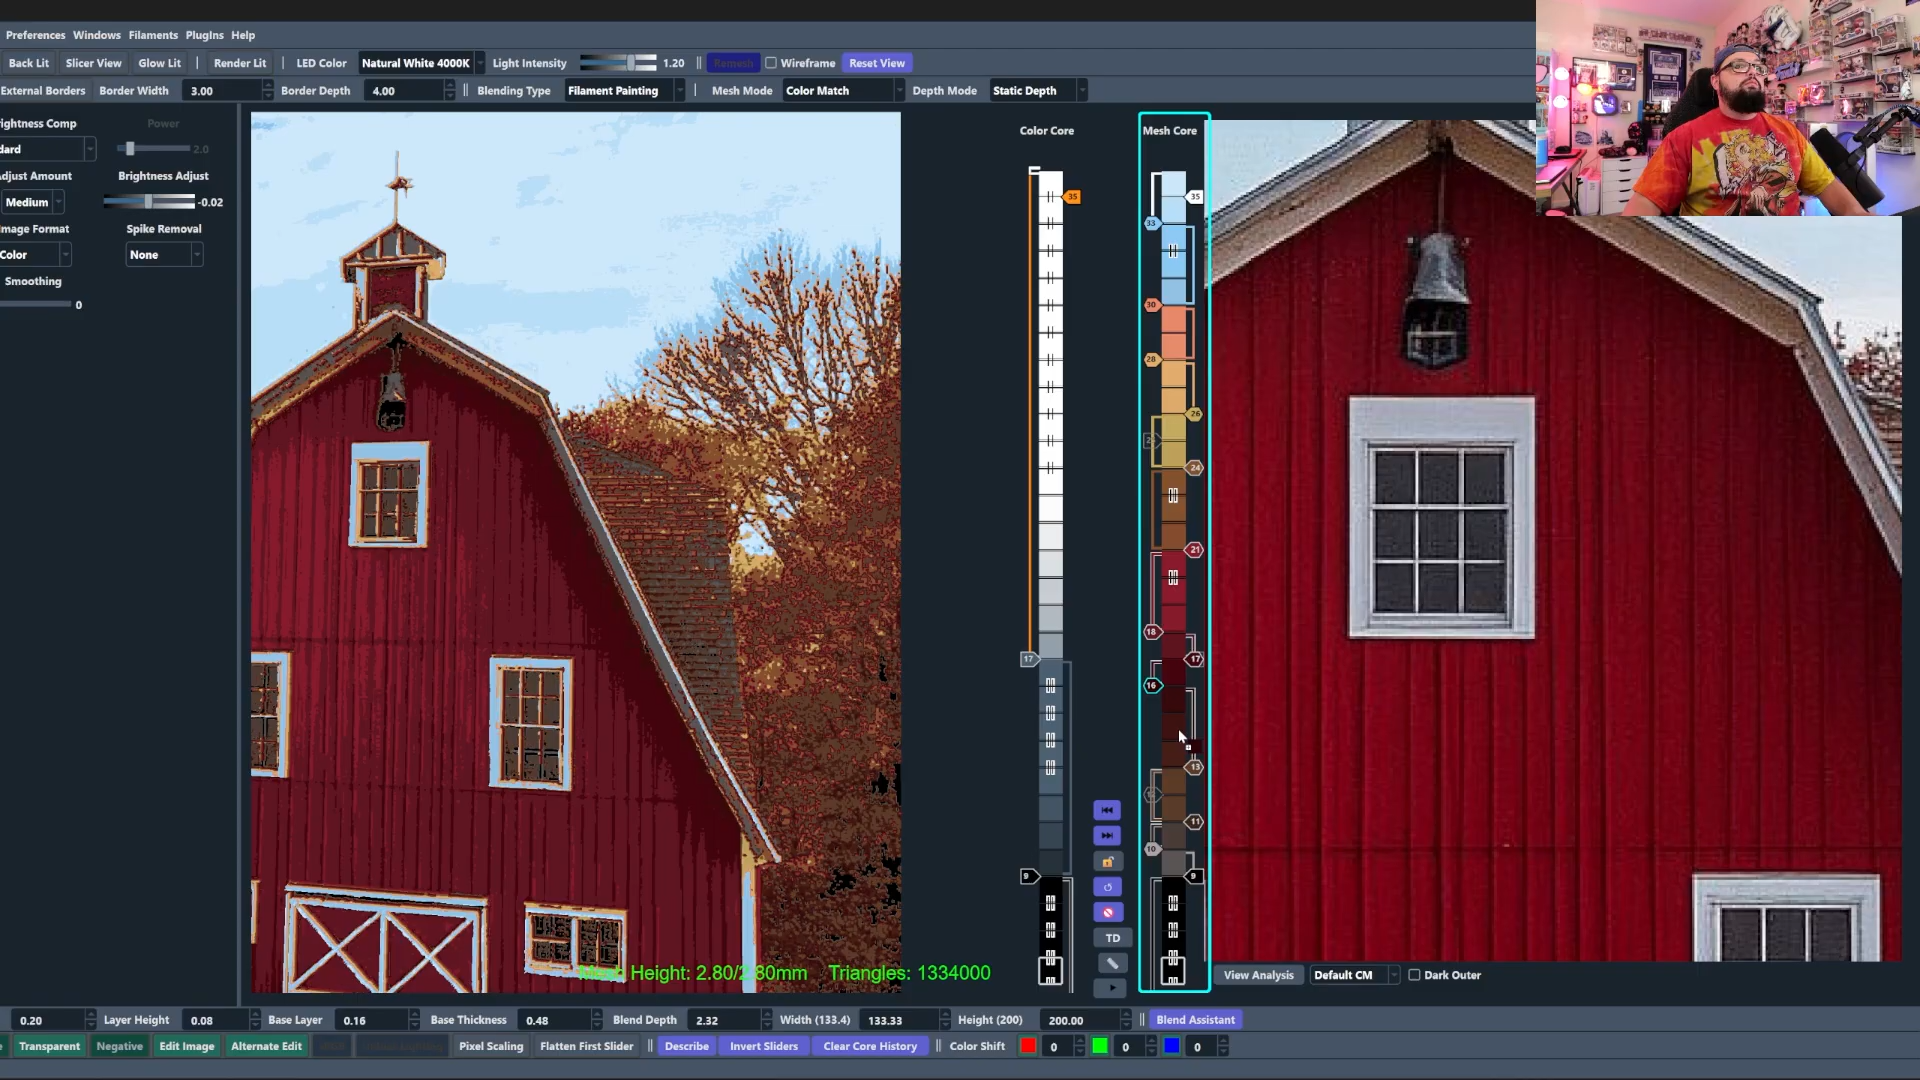 Preferences Windows Filaments PlugIns Help
Back Lit Slicer View Glow Lit | Render Lit | LED Color Natural White 4000K Light Intensity 1.20 || Remesh Wireframe Reset View
External Borders Border Width 3.00 Border Depth 4.00 || Blending Type Filament Painting | Mesh Mode Color Match Depth Mode Static Depth
ightness Comp Power
dard 2.0
Adjust Amount Brightness Adjust
Medium -0.02
mage Format Spike Removal
Color None
Smoothing
0
Color Core
35
17
9
TD
Mesh Core
35
33
30
28
26
24
21
18
17
16
13
11
10
9
Mesh Height: 2.80/2.80mm Triangles: 1334000
View Analysis Default CM Dark Outer
0.20 Layer Height 0.08 Base Layer 0.16 Base Thickness 0.48 Blend Depth 2.32 Width (133.4) 133.33 Height (200) 200.00 || Blend Assistant
Transparent Negative Edit Image Alternate Edit Pixel Scaling Flatten First Slider || Describe Invert Sliders Clear Core History || Color Shift 0 0 0